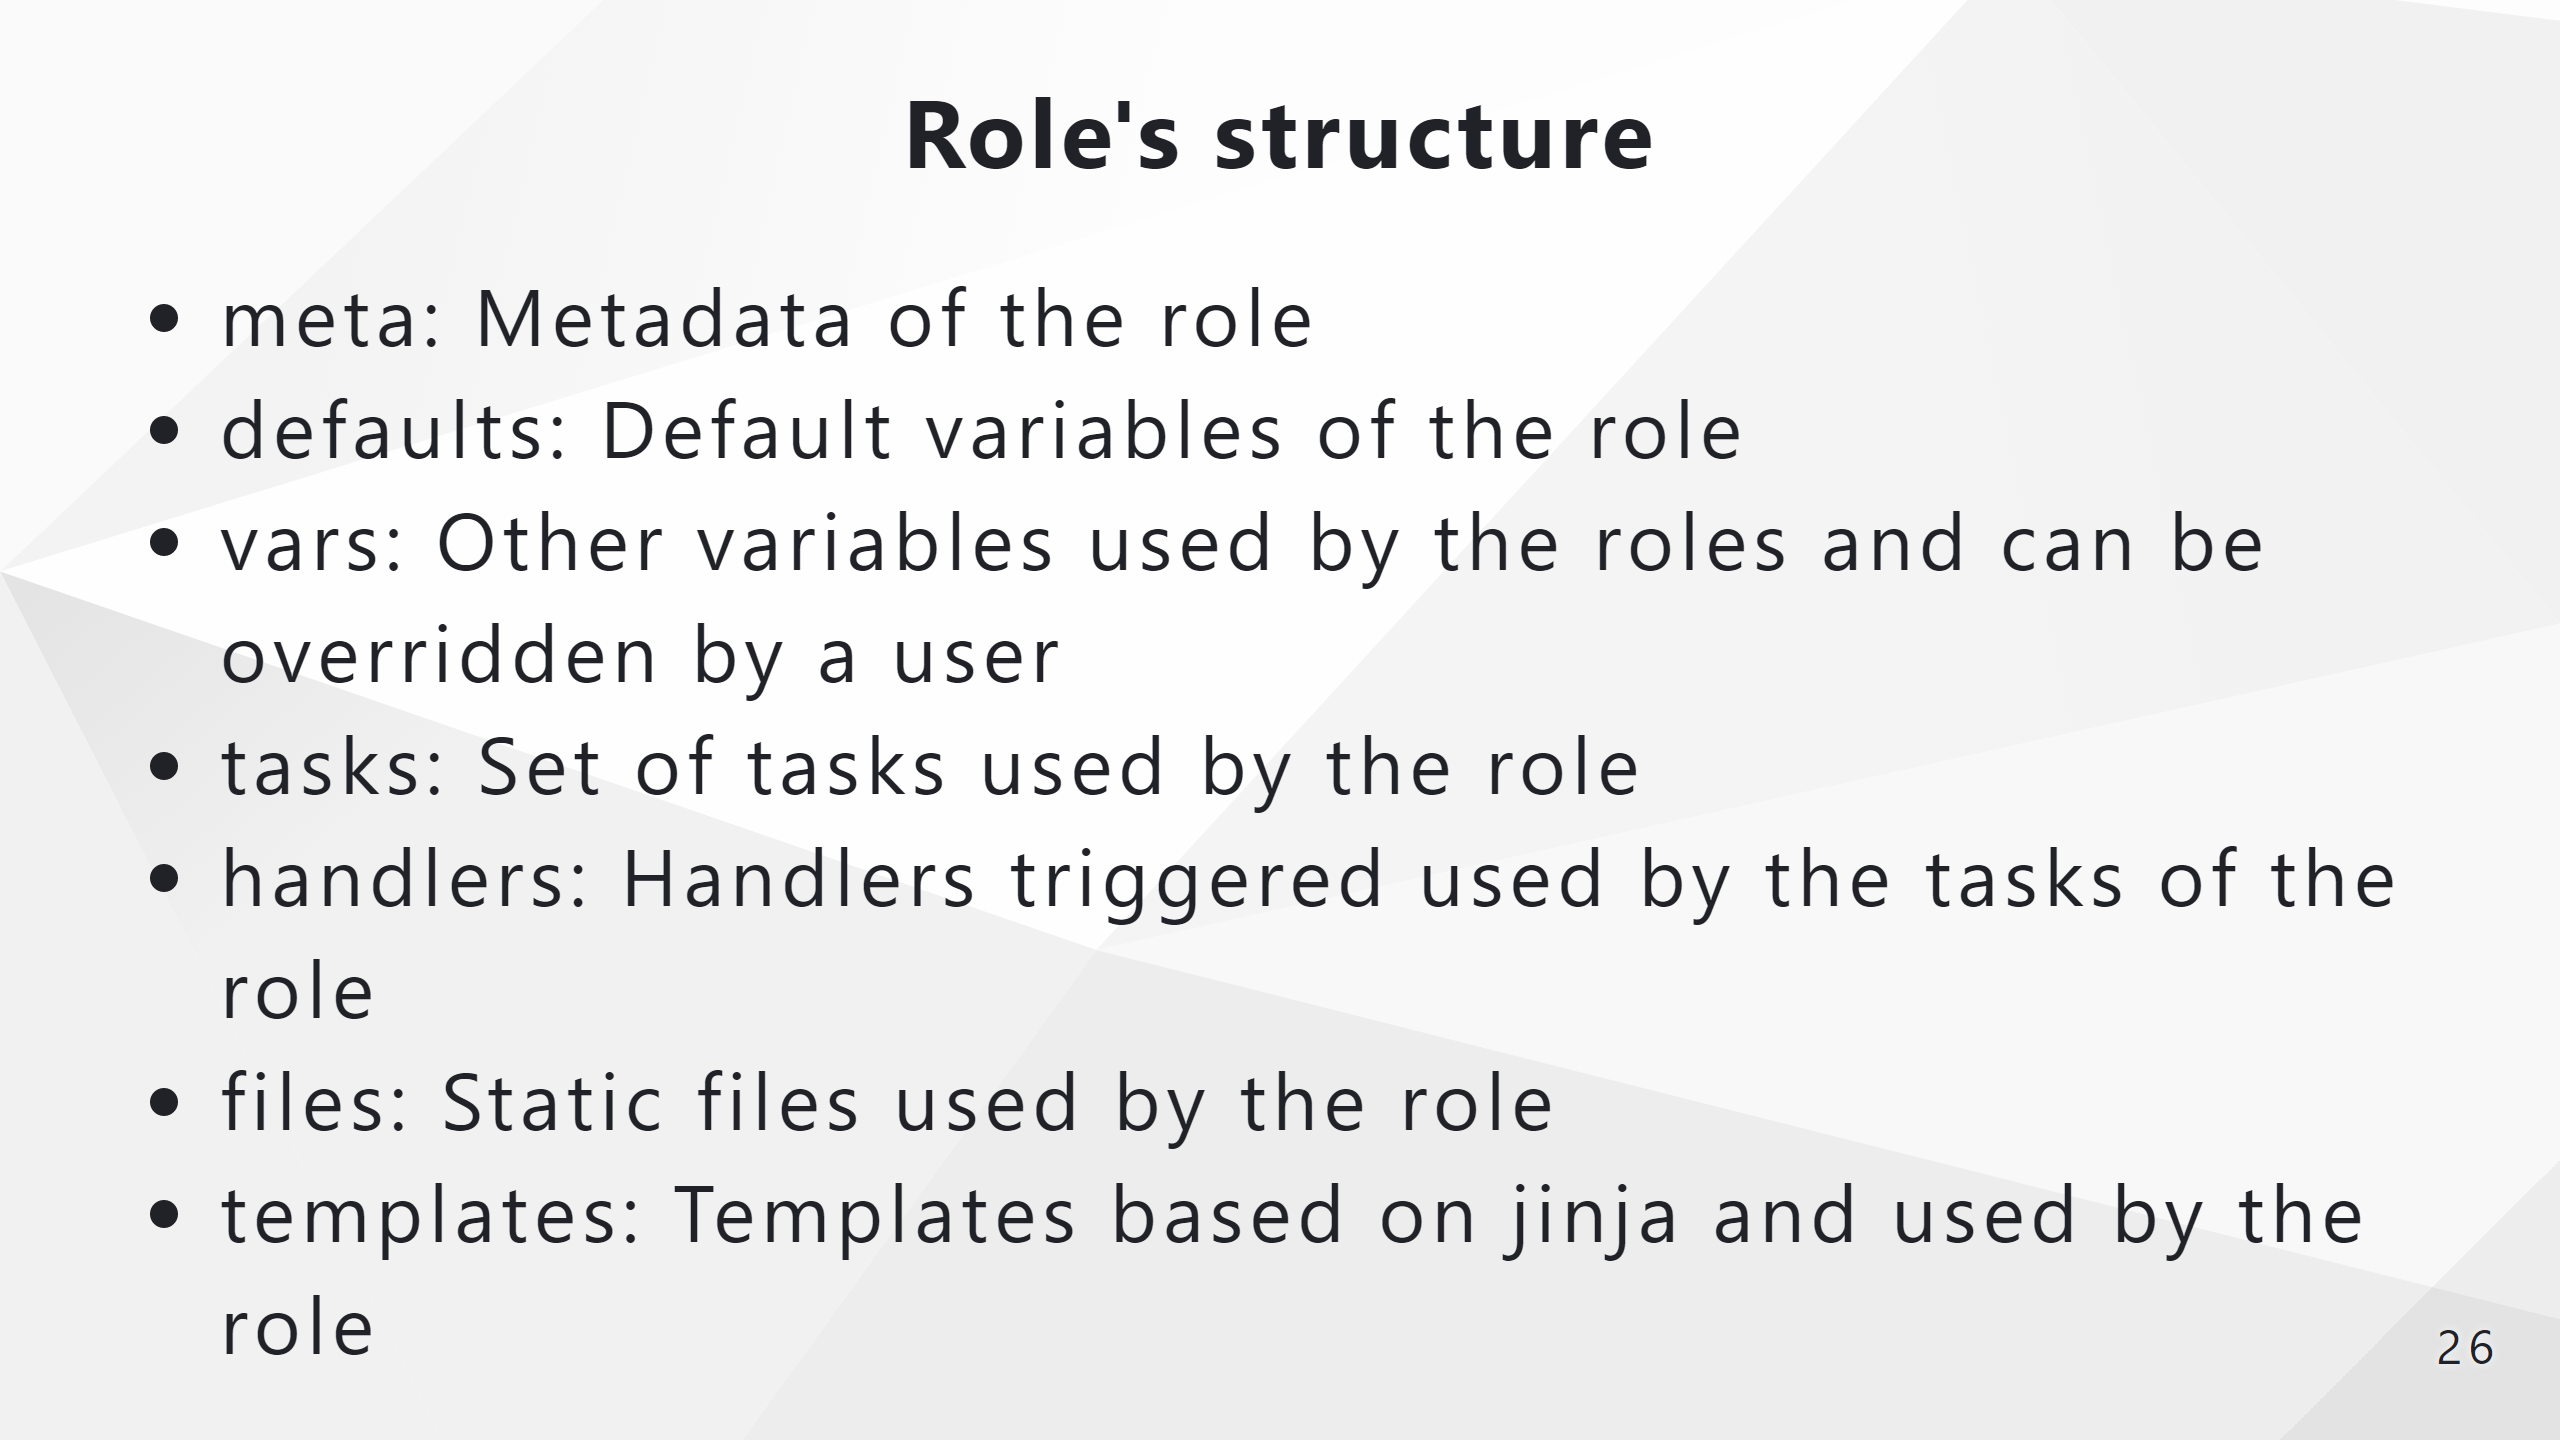 Role's structure
• meta: Metadata of the role
• defaults: Default variables of the role
• vars: Other variables used by the roles and can be
overridden by a user
• tasks: Set of tasks used by the role
• handlers: Handlers triggered used by the tasks of the
role
• files: Static files used by the role
• templates: Templates based on jinja and used by the
role
26